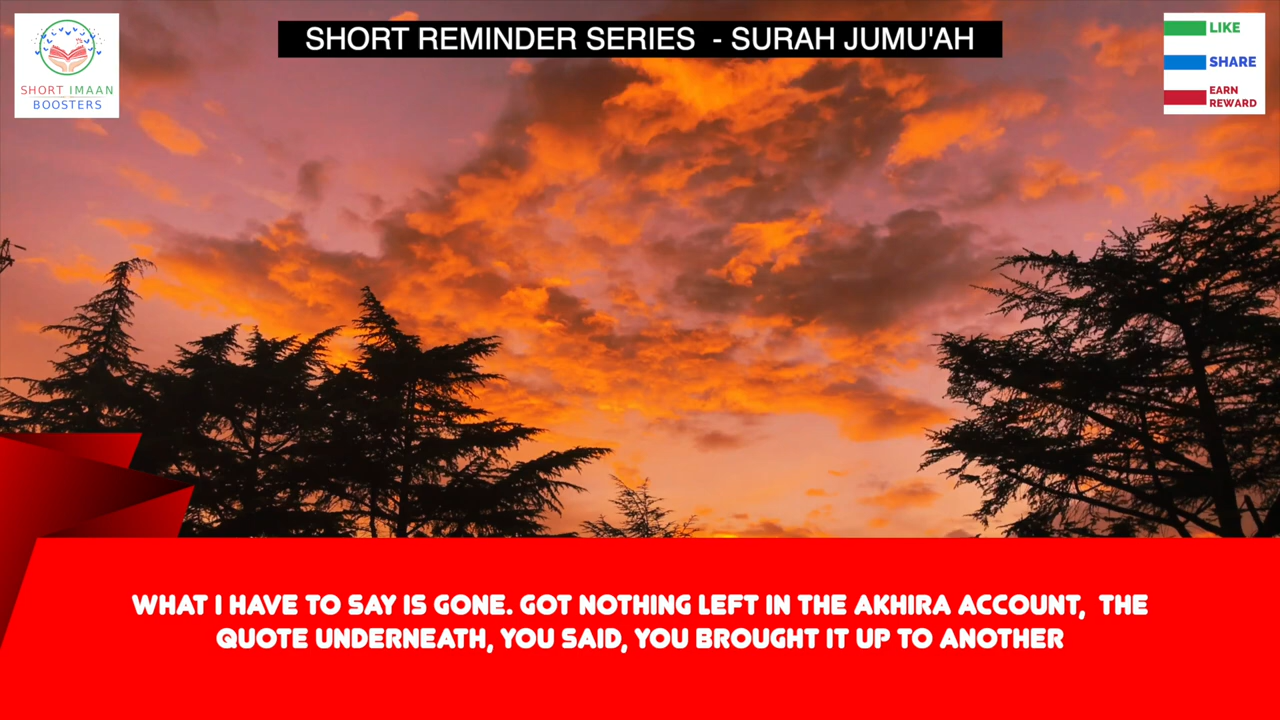 SHORT REMINDER SERIES - SURAH JUMU'AH
SHORT IMAAN
BOOSTERS
LIKE
SHARE
EARN
REWARD
WHAT I HAVE TO SAY IS GONE. GOT NOTHING LEFT IN THE AKHIRA ACCOUNT, THE
QUOTE UNDERNEATH, YOU SAID, YOU BROUGHT IT UP TO ANOTHER